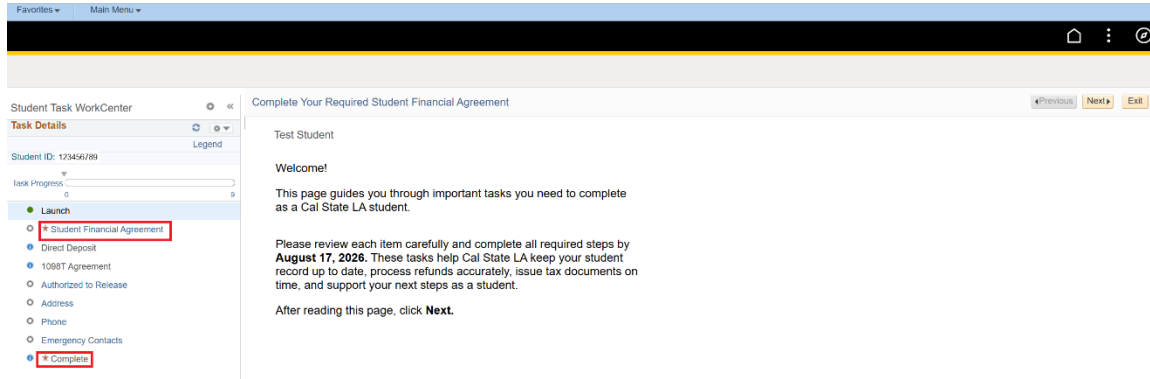 Favorites Main Menu
Student Task WorkCenter
Task Details
Legend
Student ID: 123456789
Task Progress
0 9
Launch
* Student Financial Agreement
Direct Deposit
1098T Agreement
Authorized to Release
Address
Phone
Emergency Contacts
* Complete
Complete Your Required Student Financial Agreement
Previous Next Exit
Test Student
Welcome!
This page guides you through important tasks you need to complete
as a Cal State LA student.
Please review each item carefully and complete all required steps by
August 17, 2026. These tasks help Cal State LA keep your student
record up to date, process refunds accurately, issue tax documents on
time, and support your next steps as a student.
After reading this page, click Next.